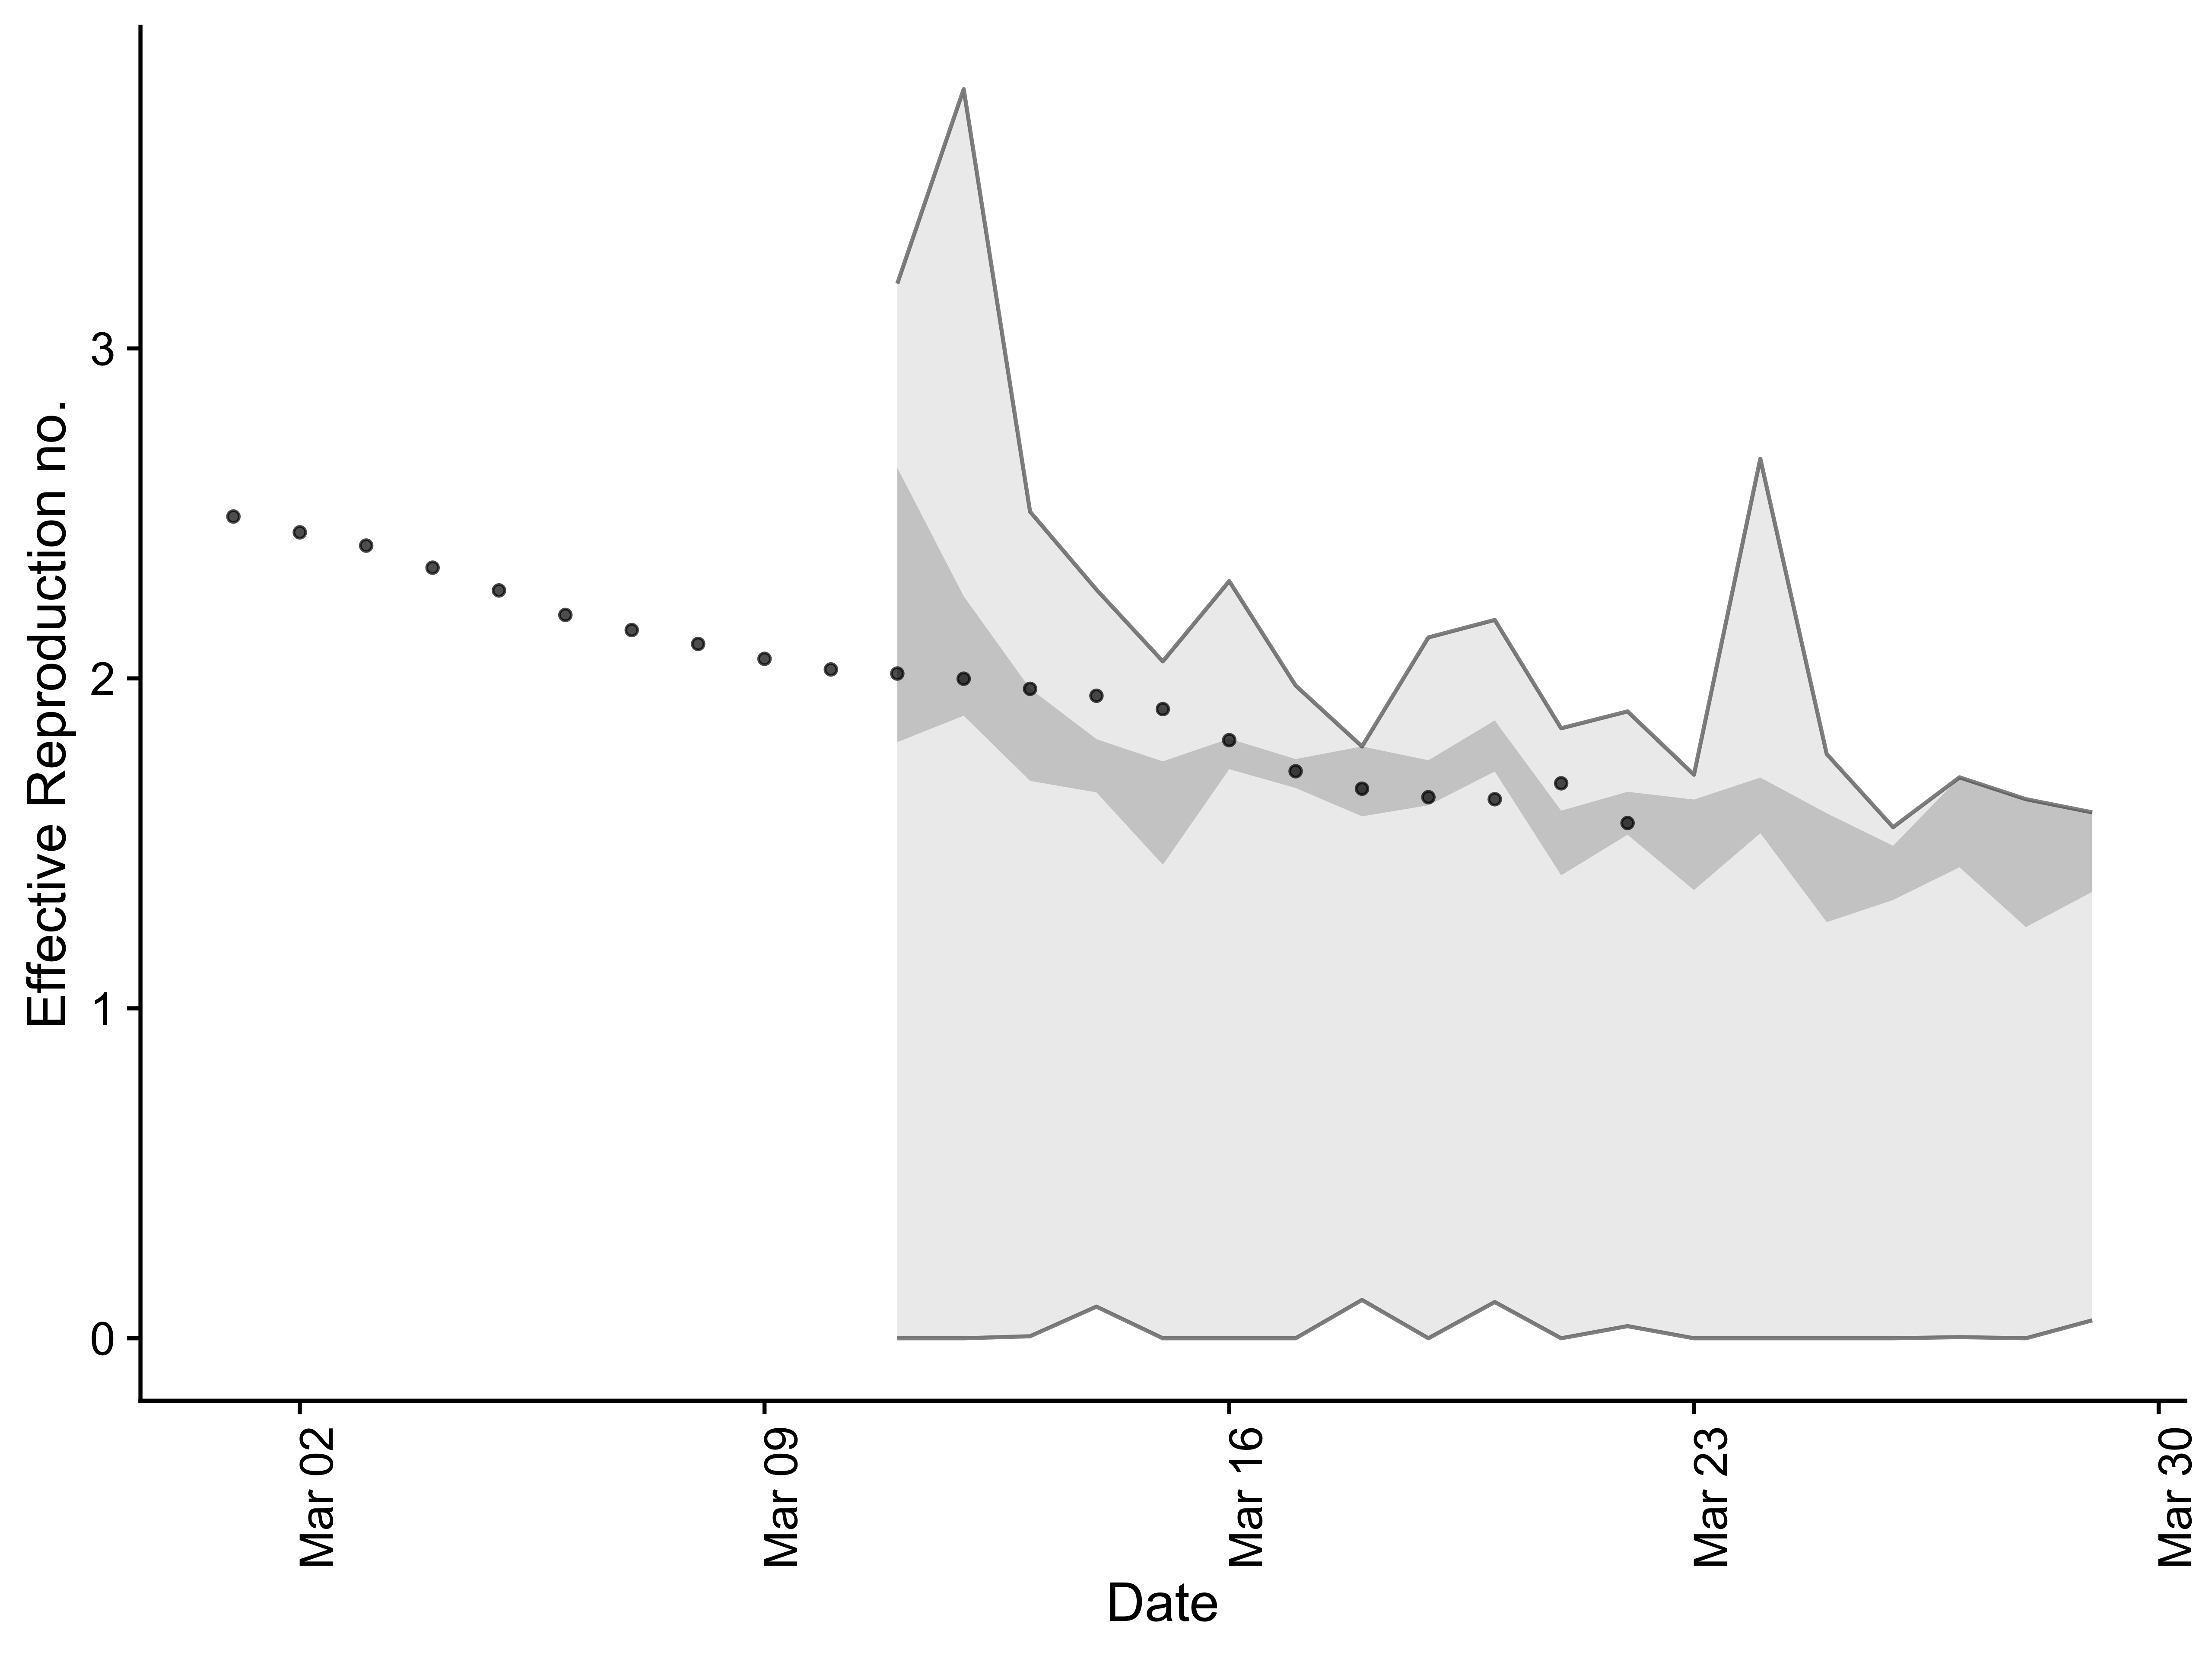 Effective Reproduction no.
3
2
1
0
Mar 02
Mar 09
Mar 16
Mar 23
Mar 30
Date